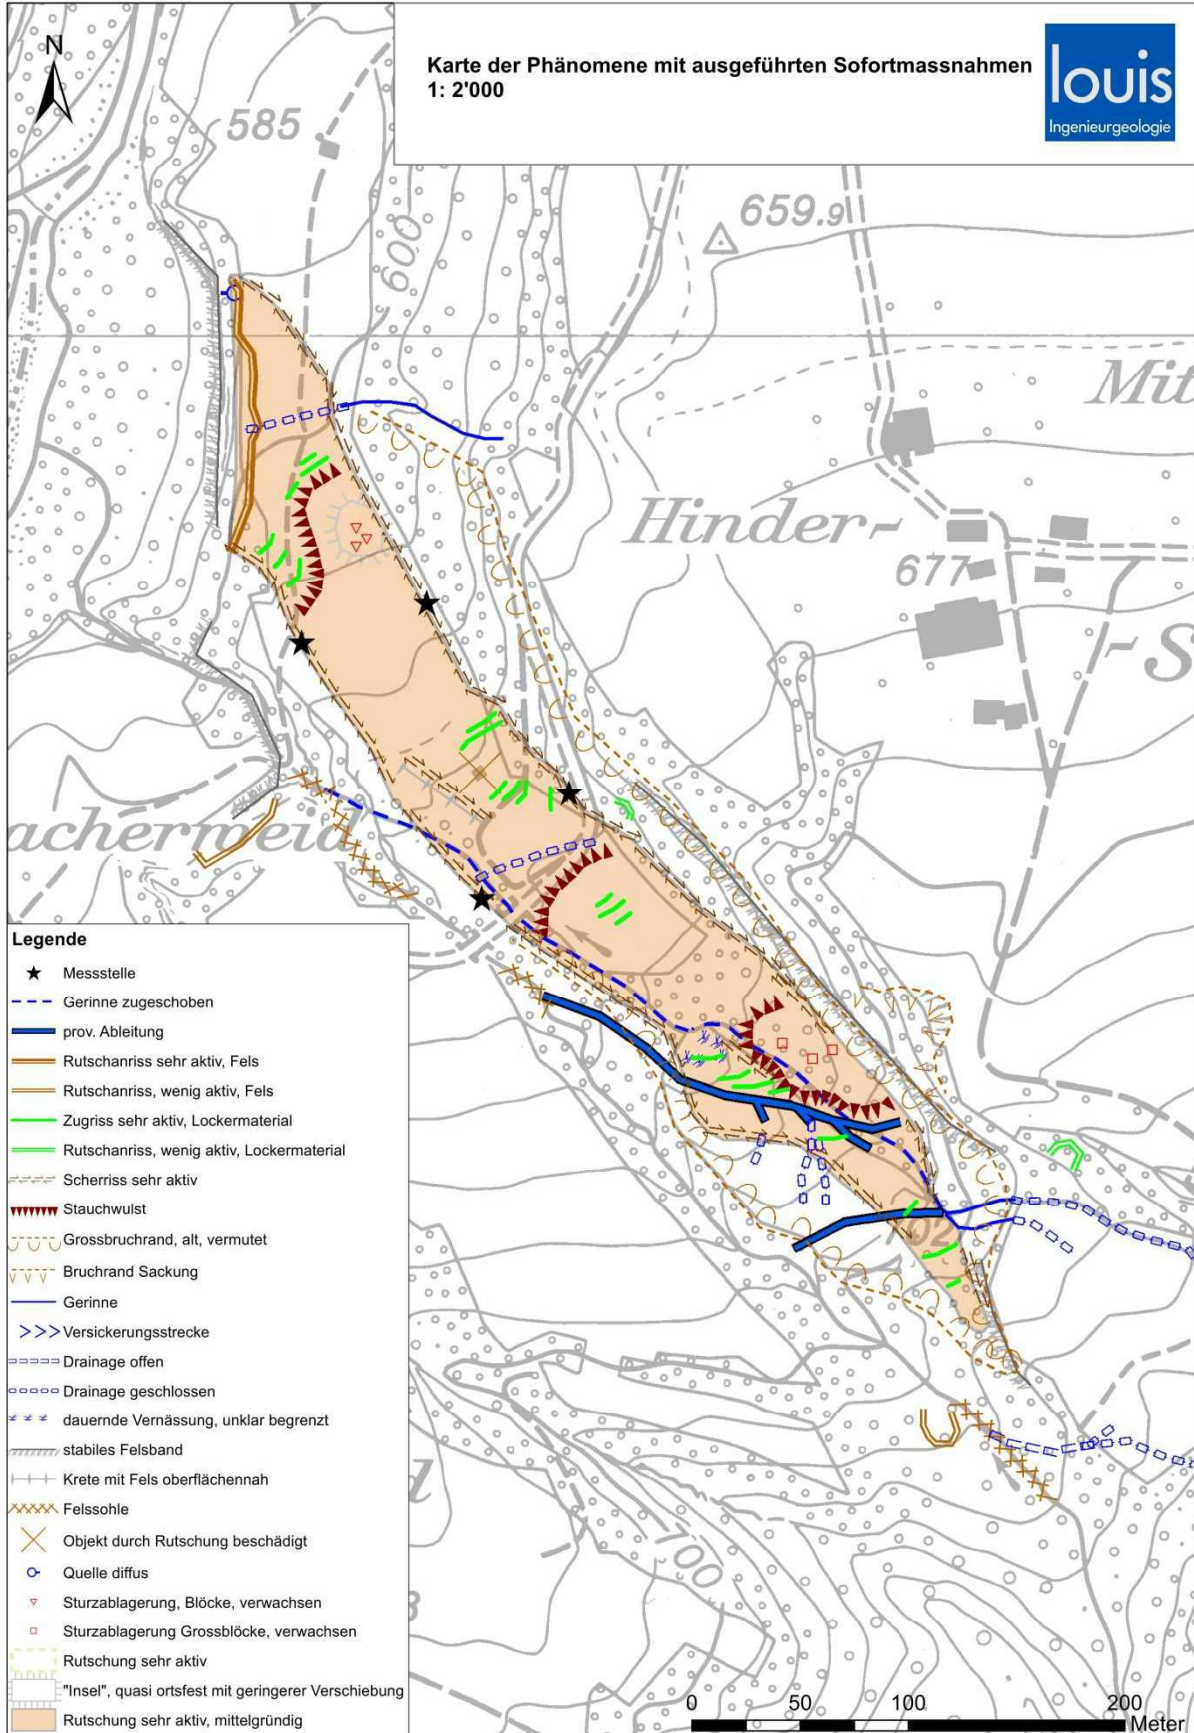 Karte der Phänomene mit ausgeführten Sofortmassnahmen
1: 2'000
louis
Ingenieurgeologie
N
585
600
659.9
Mit
Hinder-
677
-S
achermeid
702
700
Legende
Messstelle
Gerinne zugeschoben
prov. Ableitung
Rutschanriss sehr aktiv, Fels
Rutschanriss, wenig aktiv, Fels
Zugriss sehr aktiv, Lockermaterial
Rutschanriss, wenig aktiv, Lockermaterial
Scherriss sehr aktiv
Stauchwulst
Grossbruchrand, alt, vermutet
Bruchrand Sackung
Gerinne
Versickerungsstrecke
Drainage offen
Drainage geschlossen
dauernde Vernässung, unklar begrenzt
stabiles Felsband
Krete mit Fels oberflächennah
Felssohle
Objekt durch Rutschung beschädigt
Quelle diffus
Sturzablagerung, Blöcke, verwachsen
Sturzablagerung Grossblöcke, verwachsen
Rutschung sehr aktiv
"Insel", quasi ortsfest mit geringerer Verschiebung
Rutschung sehr aktiv, mittelgründig
0 50 100 200
Meter